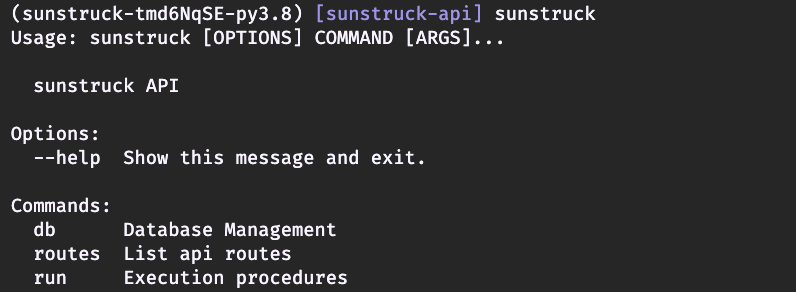 (sunstruck-tmd6NqSE-py3.8) [sunstruck-api] sunstruck
Usage: sunstruck [OPTIONS] COMMAND [ARGS]...
sunstruck API
Options:
--help  Show this message and exit.
Commands:
db      Database Management
routes  List api routes
run     Execution procedures